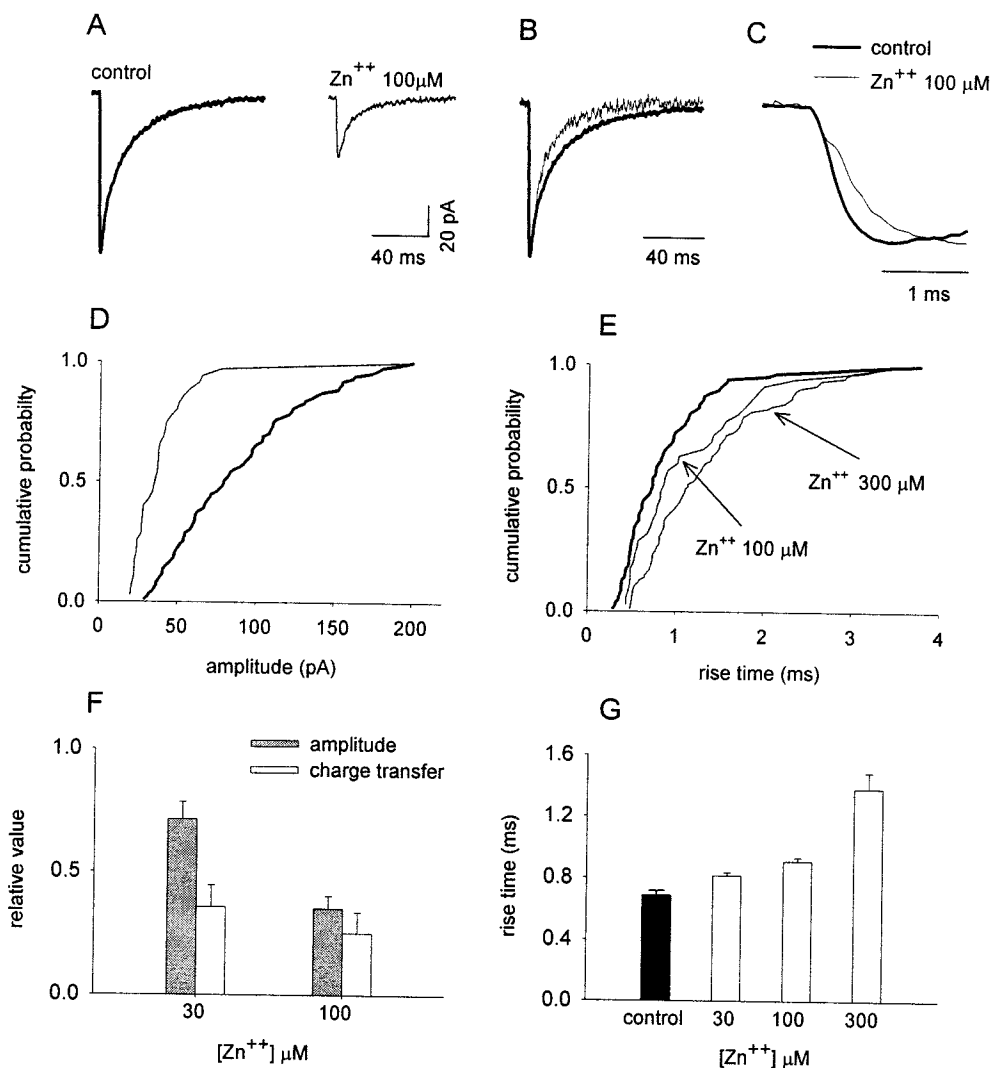 A
control
Zn++ 100μM
20 pA
40 ms
B
40 ms
C
control
Zn++ 100 μM
1 ms
D
cumulative probability
1.0
0.5
0.0
0 50 100 150 200
amplitude (pA)
E
cumulative probability
1.0
0.5
0.0
Zn++ 300 μM
Zn++ 100 μM
0 1 2 3 4
rise time (ms)
F
relative value
1.0
0.5
0.0
amplitude
charge transfer
30 100
[Zn++] μM
G
rise time (ms)
1.6
1.2
0.8
0.4
0.0
control 30 100 300
[Zn++] μM